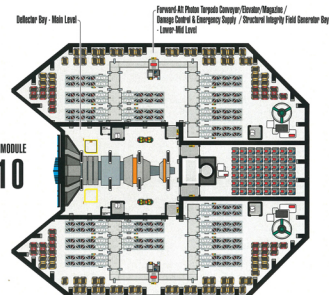 Deflector Bay - Main Level
Forward Aft Photon Torpedo Conveyor/Elevator/Magazine /
Damage Control & Emergency Supply / Structural Integrity Field Generator Bay
- Lower-Mid Level
MODULE
10